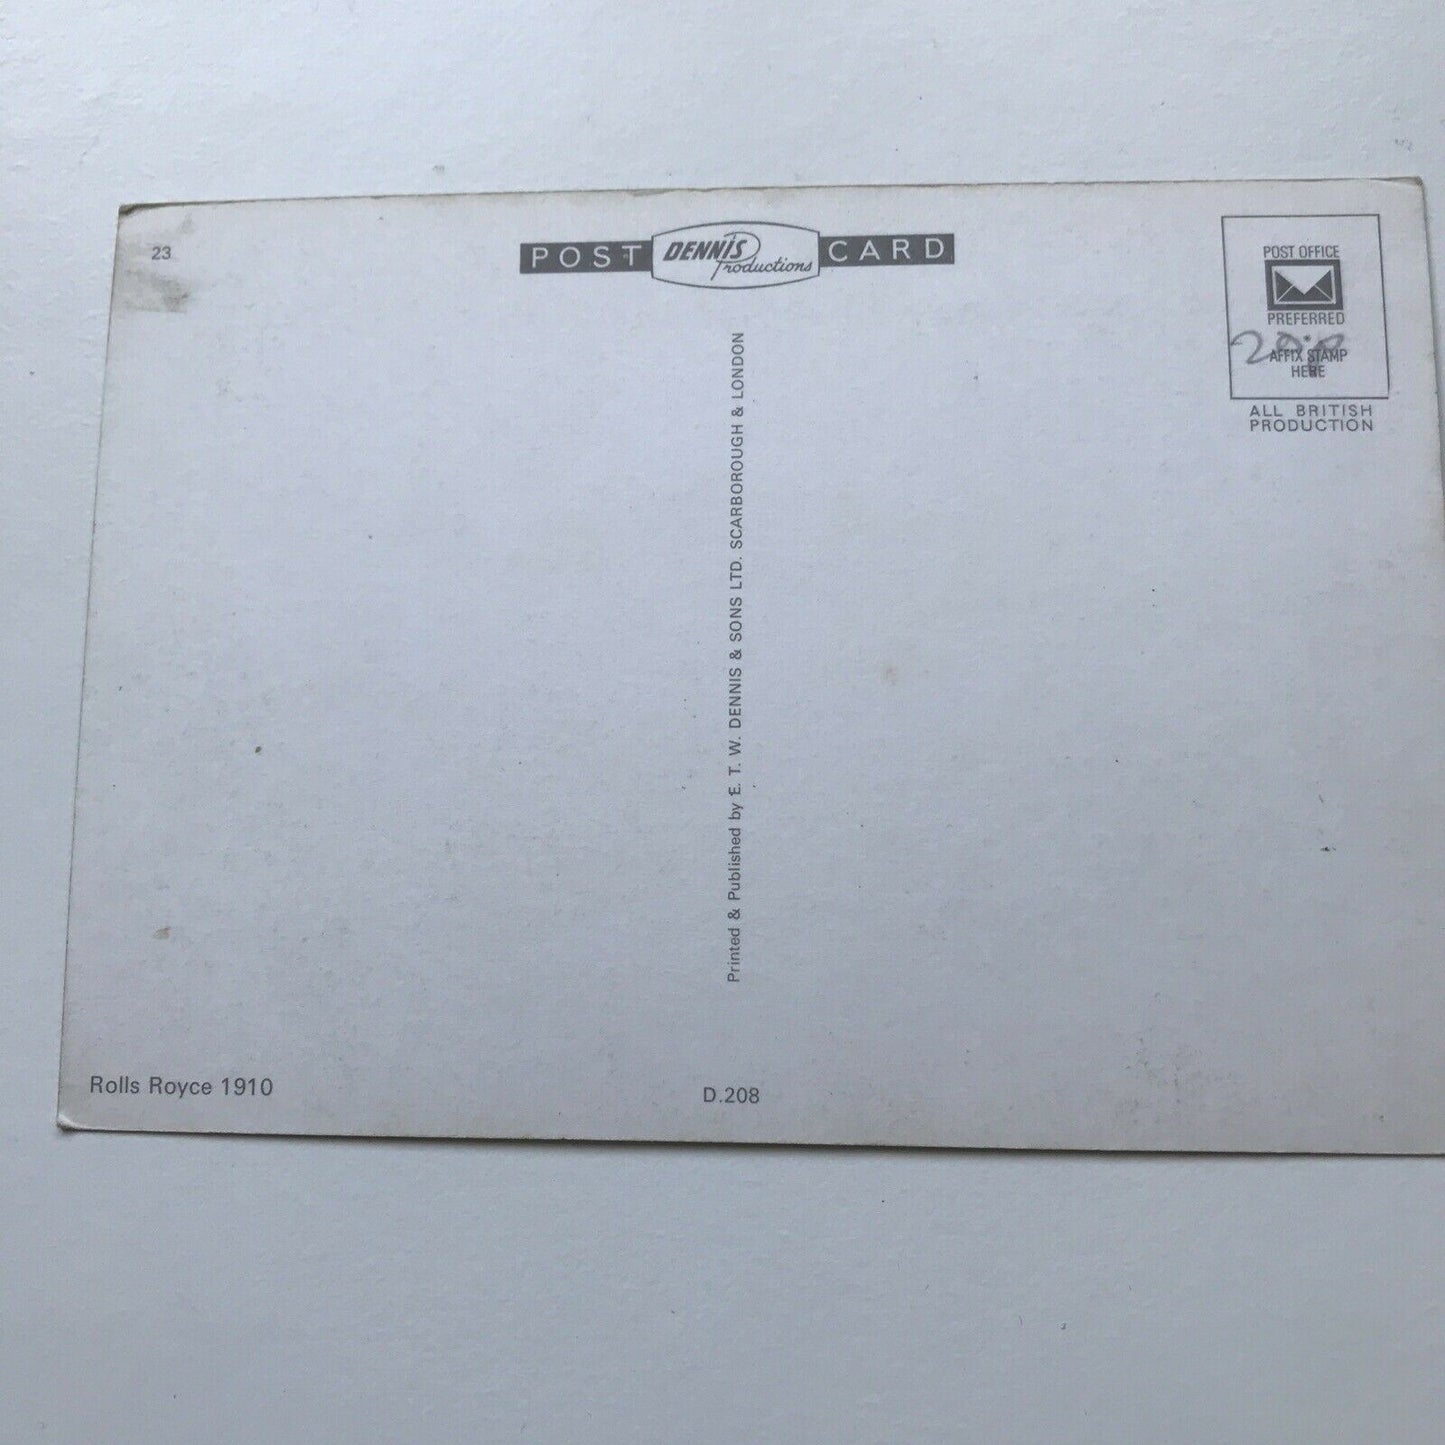 23
POST DENNIS Productions CARD
POST OFFICE
PREFERRED
20p
AFFIX STAMP
HERE
ALL BRITISH
PRODUCTION
Printed & Published by E. T. W. DENNIS & SONS LTD. SCARBOROUGH & LONDON
Rolls Royce 1910
D.208